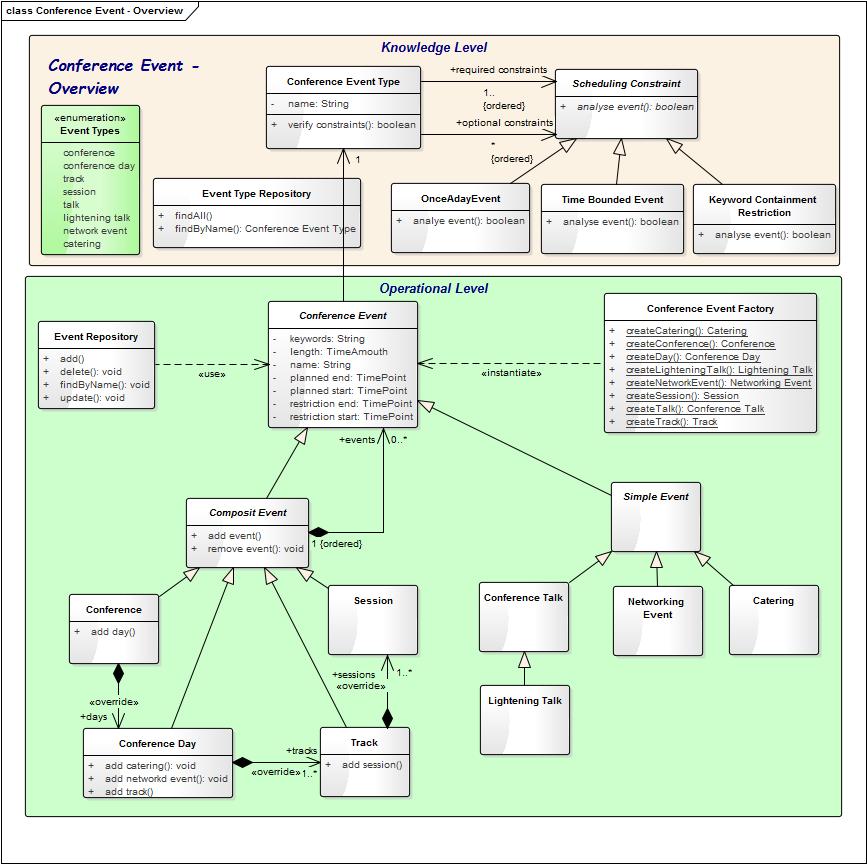 class Conference Event - Overview
Knowledge Level
Conference Event -
Overview
«enumeration»
Event Types
conference
conference day
track
session
talk
lightening talk
network event
catering
Conference Event Type
- name: String
+ verify constraints(): boolean
+required constraints
1..
{ordered}
+optional constraints
*
{ordered}
Scheduling Constraint
+ analyse event(): boolean
1
Event Type Repository
+ findAll()
+ findByName(): Conference Event Type
OnceAdayEvent
+ analye event(): boolean
Time Bounded Event
+ analyse event(): boolean
Keyword Containment
Restriction
+ analyse event(): boolean
Operational Level
Event Repository
+ add()
+ delete(): void
+ findByName(): void
+ update(): void
«use»
Conference Event
- keywords: String
- length: TimeAmouth
- name: String
- planned end: TimePoint
- planned start: TimePoint
- restriction end: TimePoint
- restriction start: TimePoint
«instantiate»
Conference Event Factory
+ createCatering(): Catering
+ createConference(): Conference
+ createDay(): Conference Day
+ createLighteningTalk(): Lightening Talk
+ createNetworkEvent(): Networking Event
+ createSession(): Session
+ createTalk(): Conference Talk
+ createTrack(): Track
+events
0..*
Composit Event
+ add event()
+ remove event(): void
1 {ordered}
Simple Event
Conference
+ add day()
Session
Conference Talk
Networking
Event
Catering
+sessions
1..*
«override»
«override»
+days
Lightening Talk
Conference Day
+ add catering(): void
+ add networkd event(): void
+ add track()
+tracks
«override»
1..*
Track
+ add session()